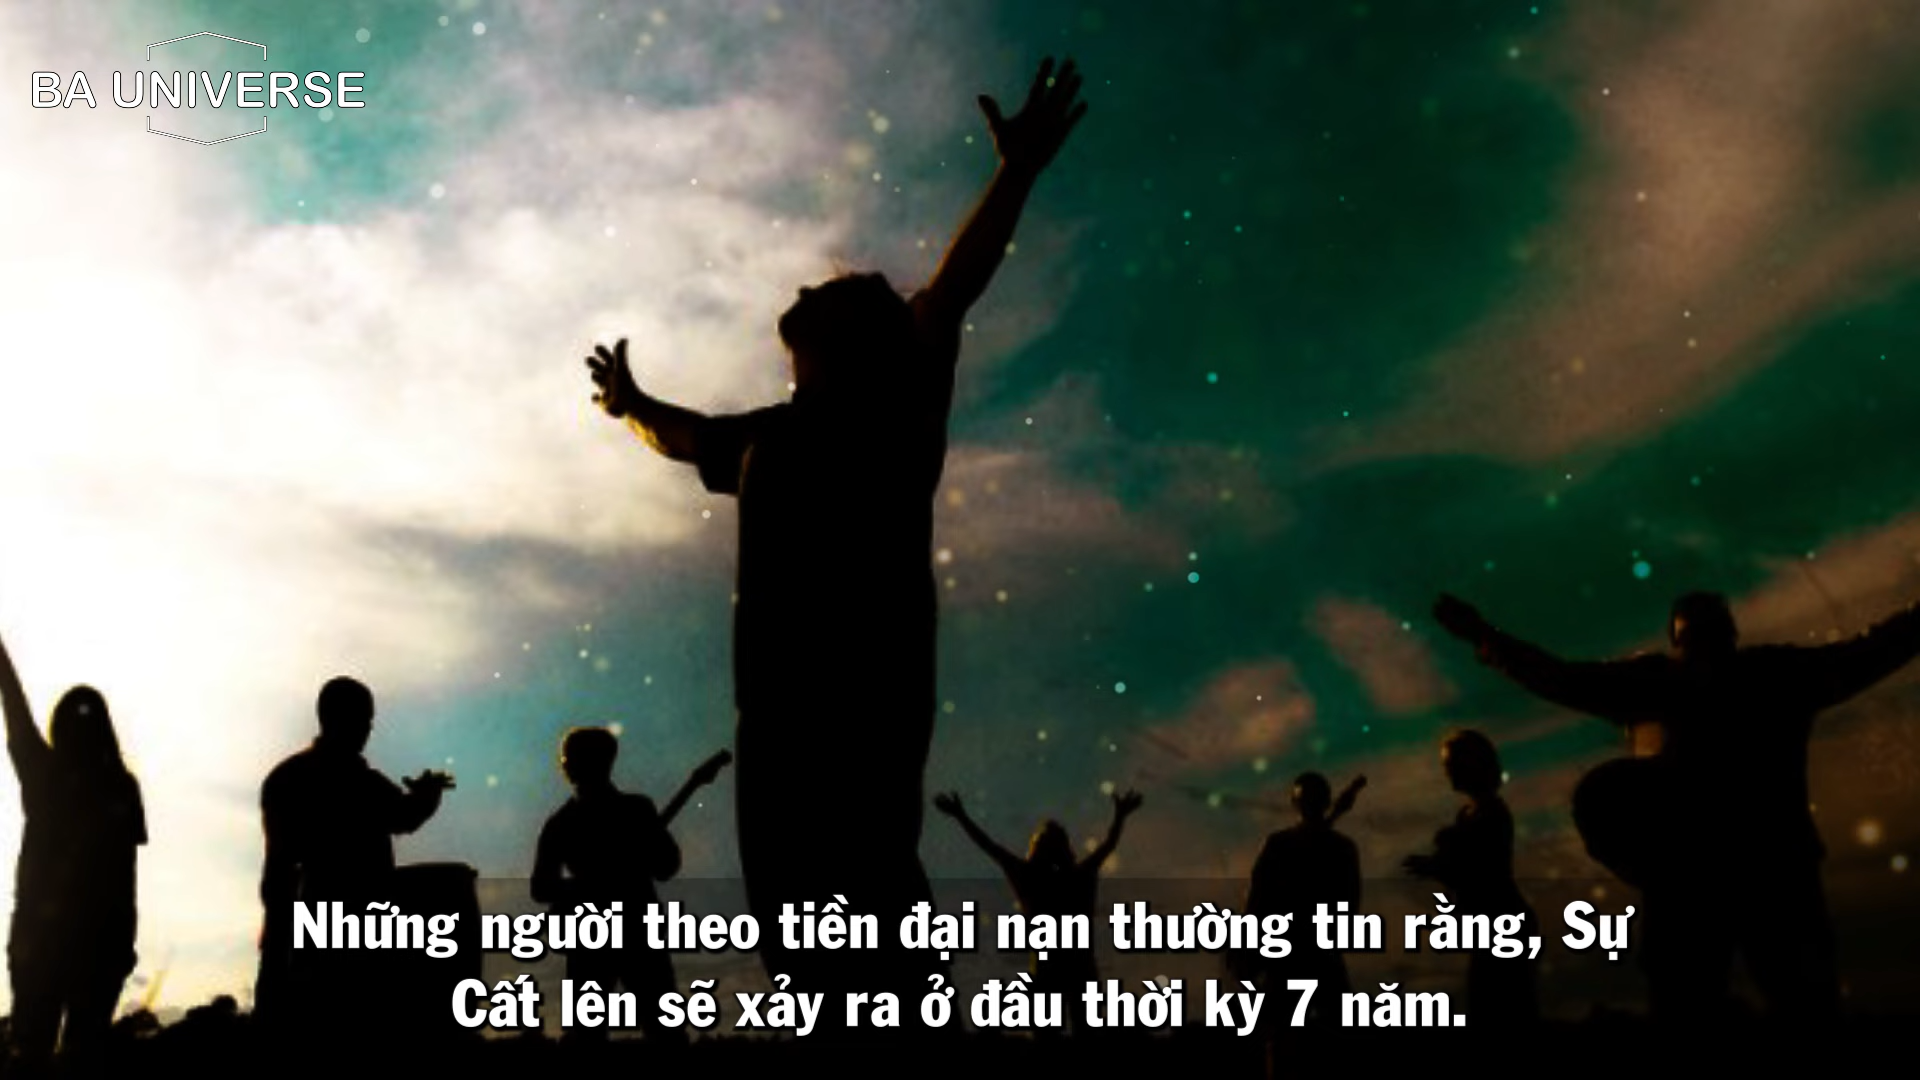 BA UNIVERSE
Những người theo tiền đại nạn thường tin rằng, Sự
Cất lên sẽ xảy ra ở đầu thời kỳ 7 năm.